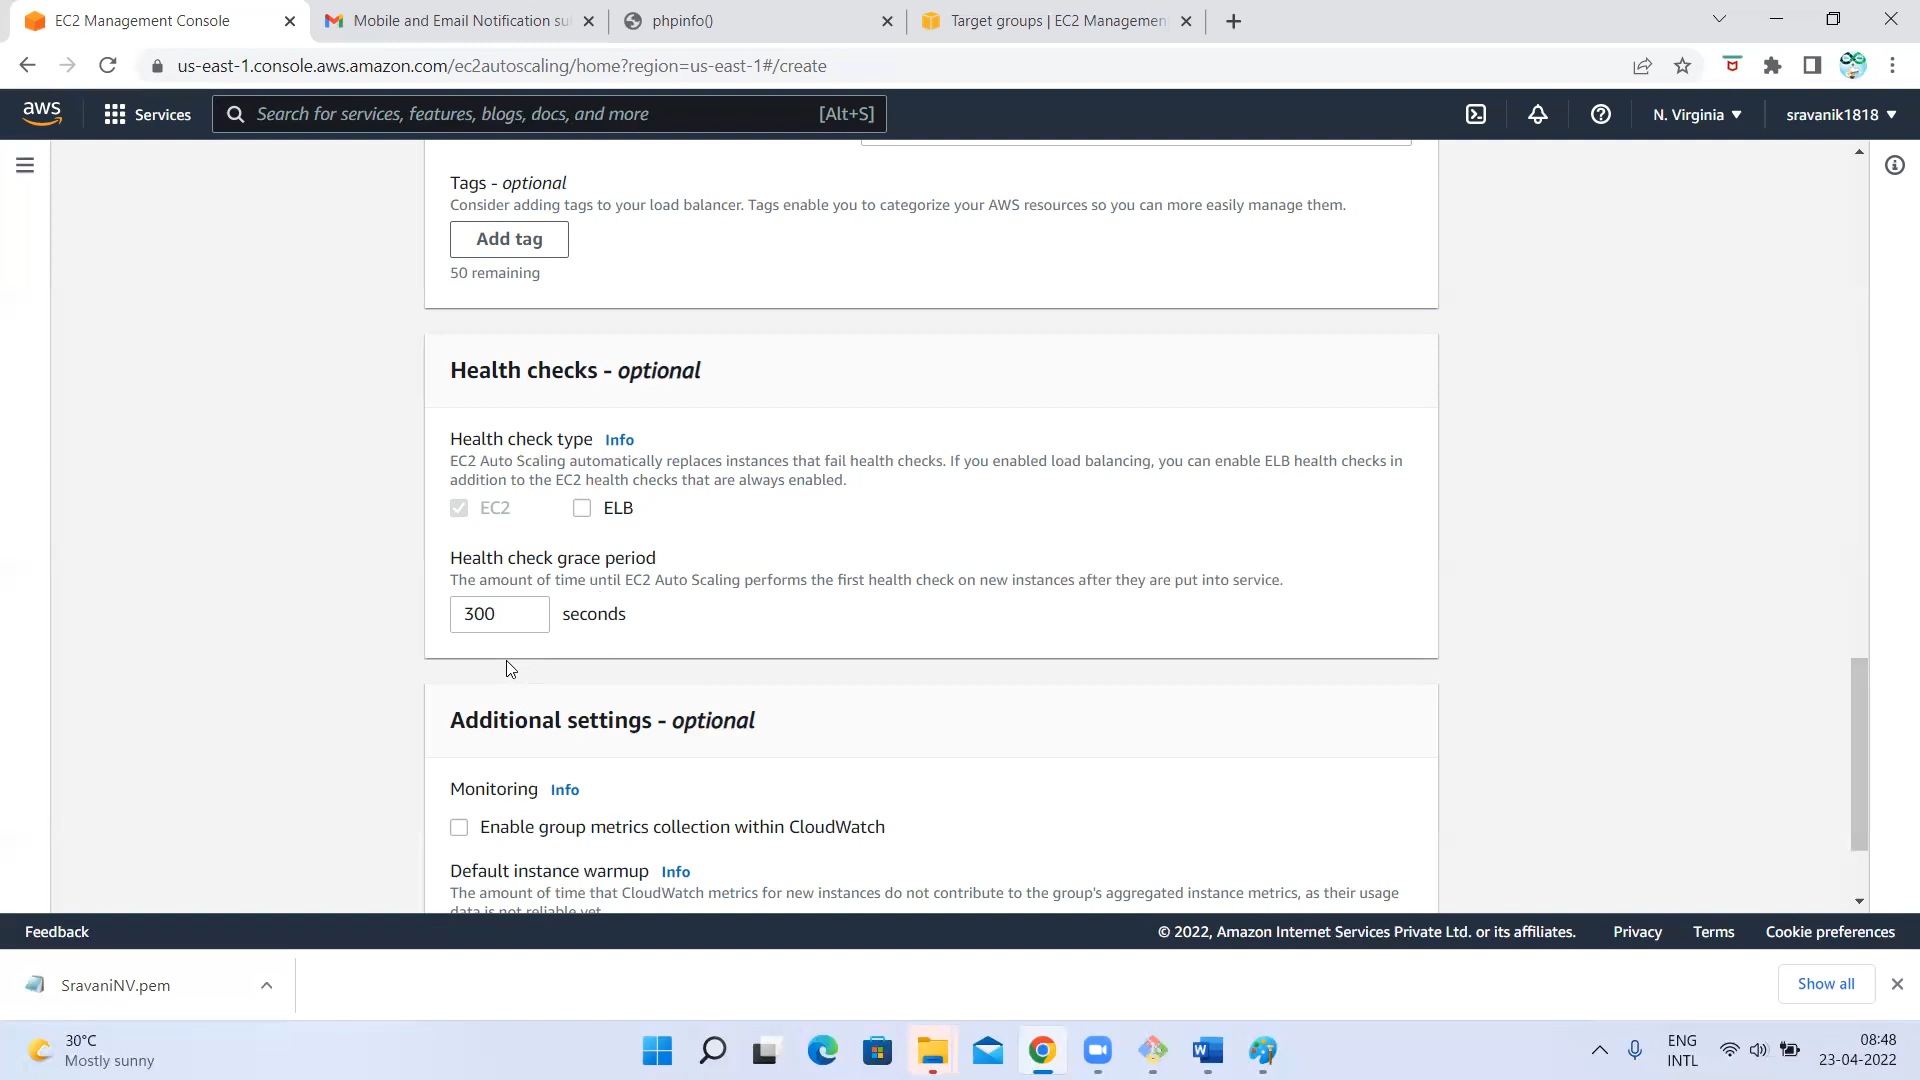 EC2 Management Console
Mobile and Email Notification su
phpinfo()
Target groups | EC2 Managemen
us-east-1.console.aws.amazon.com/ec2autoscaling/home?region=us-east-1#/create
aws
Services
Search for services, features, blogs, docs, and more
[Alt+S]
N. Virginia
sravanik1818
Tags - optional
Consider adding tags to your load balancer. Tags enable you to categorize your AWS resources so you can more easily manage them.
Add tag
50 remaining
Health checks - optional
Health check type Info
EC2 Auto Scaling automatically replaces instances that fail health checks. If you enabled load balancing, you can enable ELB health checks in
addition to the EC2 health checks that are always enabled.
EC2 ELB
Health check grace period
The amount of time until EC2 Auto Scaling performs the first health check on new instances after they are put into service.
300 seconds
Additional settings - optional
Monitoring Info
Enable group metrics collection within CloudWatch
Default instance warmup Info
The amount of time that CloudWatch metrics for new instances do not contribute to the group's aggregated instance metrics, as their usage
data is not reliable yet
Feedback
© 2022, Amazon Internet Services Private Ltd. or its affiliates.
Privacy
Terms
Cookie preferences
SravaniNV.pem
Show all
30°C
Mostly sunny
ENG
INTL
08:48
23-04-2022